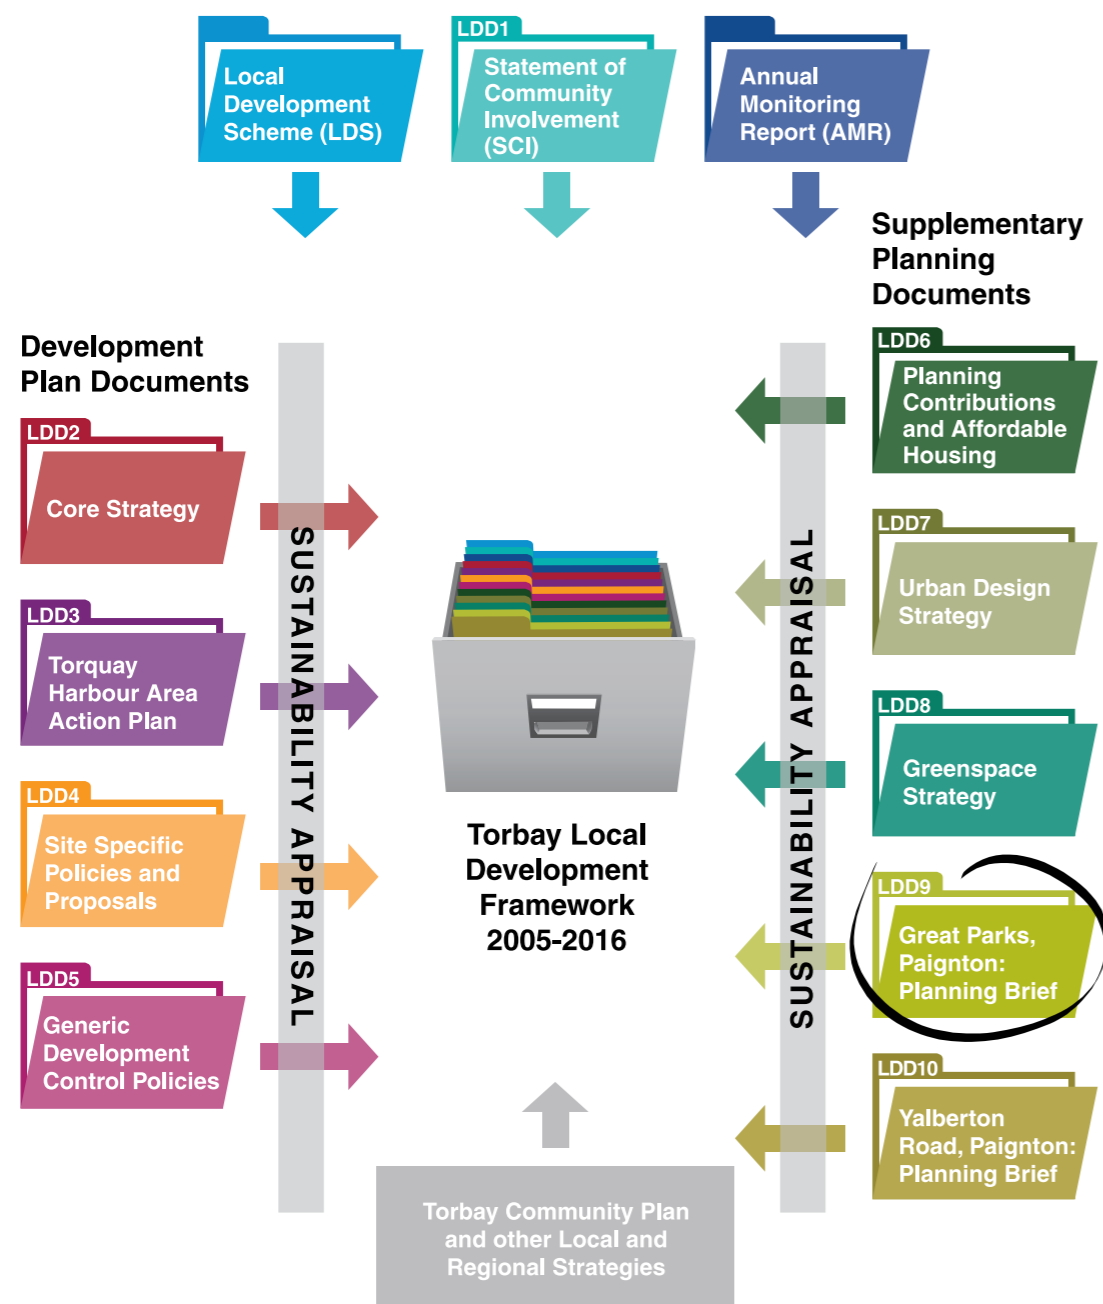 Local
Development
Scheme (LDS)
LDD1
Statement of
Community
Involvement
(SCI)
Annual
Monitoring
Report (AMR)
Supplementary
Planning
Documents
Development
Plan Documents
LDD2
Core Strategy
LDD3
Torquay
Harbour Area
Action Plan
LDD4
Site Specific
Policies and
Proposals
LDD5
Generic
Development
Control Policies
SUSTAINABILITY APPRAISAL
Torbay Local
Development
Framework
2005-2016
SUSTAINABILITY APPRAISAL
LDD6
Planning
Contributions
and Affordable
Housing
LDD7
Urban Design
Strategy
LDD8
Greenspace
Strategy
LDD9
Great Parks,
Paignton:
Planning Brief
LDD10
Yalberton
Road, Paignton:
Planning Brief
Torbay Community Plan
and other Local and
Regional Strategies